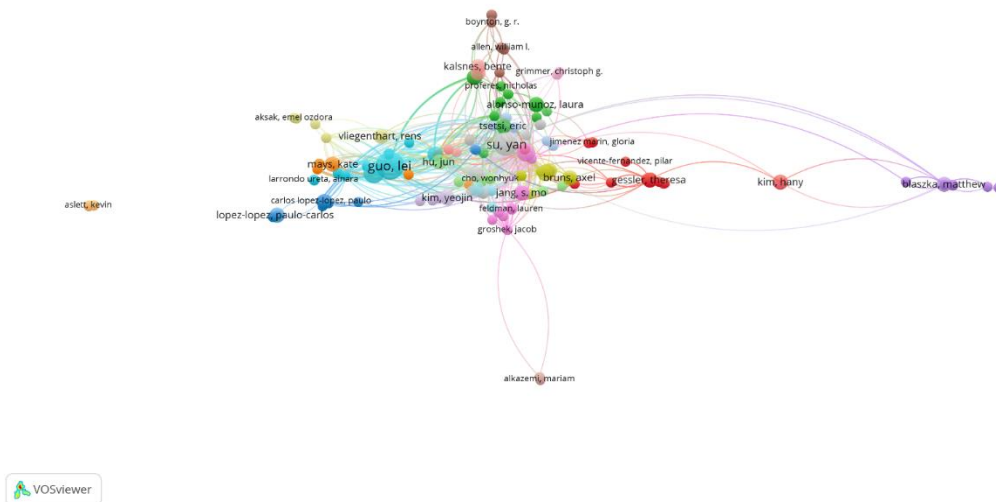 boynton, g. r.
allen, william l.
kalsnes, bente
grimmer, christoph g.
proferes, nicholas
alonso-munoz, laura
aksak, emel ozdora
tsetsi, eric
vliegenthart, rens
jimenez marin, gloria
su, yan
hu, jun
vicente-fernandez, pilar
mays, kate
guo, lei
larrondo ureta, ainara
cho, wonhyuk
bruns, axel
gessler, theresa
kim, hany
blaszka, matthew
jang, s. mo
kim, yeojin
carlos lopez-lopez, paulo
aslett, kevin
feldman, lauren
lopez-lopez, paulo-carlos
groshek, jacob
alkazemi, mariam
VOSviewer